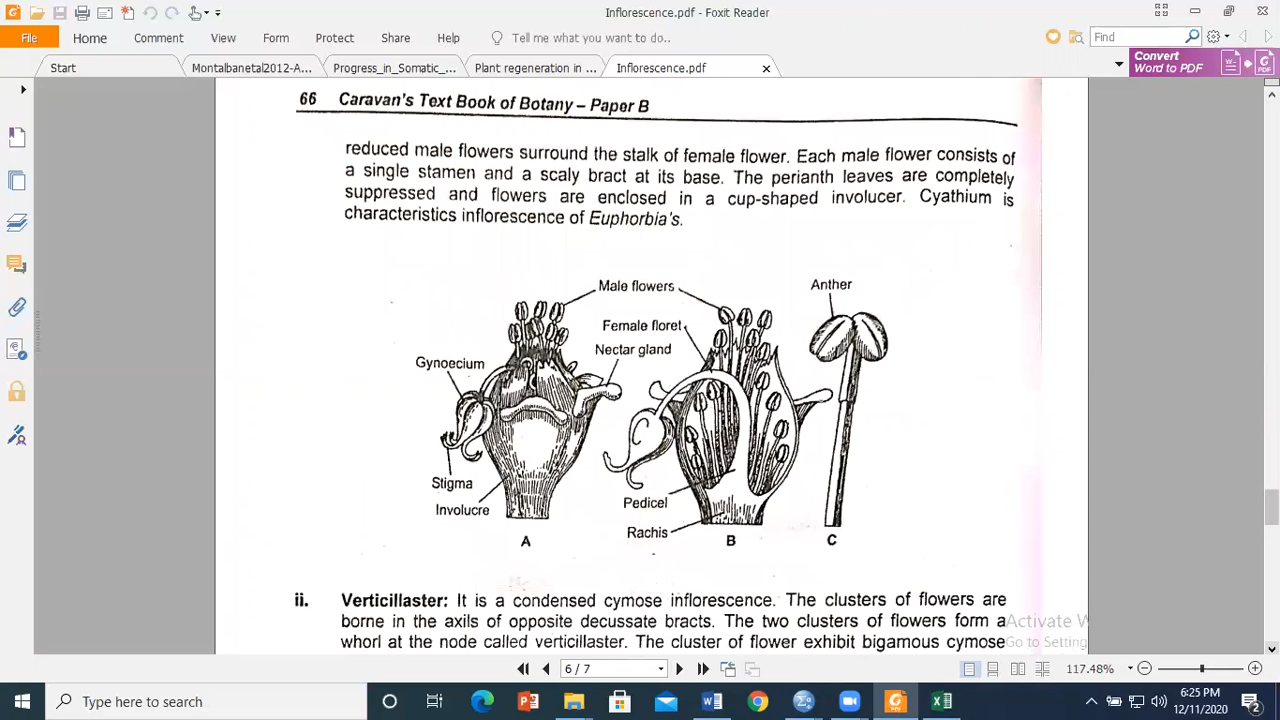 Inflorescence.pdf - Foxit Reader
File Home Comment View Form Protect Share Help Tell me what you want to do.. Find
Start Montalbanetal2012-A... Progress_in_Somatic_... Plant regeneration in ... Inflorescence.pdf
Convert
Word to PDF
66 Caravan's Text Book of Botany – Paper B
reduced male flowers surround the stalk of female flower. Each male flower consists of
a single stamen and a scaly bract at its base. The perianth leaves are completely
suppressed and flowers are enclosed in a cup-shaped involucer. Cyathium is
characteristics inflorescence of Euphorbia's.
Male flowers
Anther
Female floret
Nectar gland
Gynoecium
Stigma
Involucre
Pedicel
Rachis
A B C
ii. Verticillaster: It is a condensed cymose inflorescence. The clusters of flowers are
borne in the axils of opposite decussate bracts. The two clusters of flowers form a
whorl at the node called verticillaster. The cluster of flower exhibit bigamous cymose
Activate W
Go to Setting
6 / 7 117.48%
Type here to search
6:25 PM
12/11/2020
2